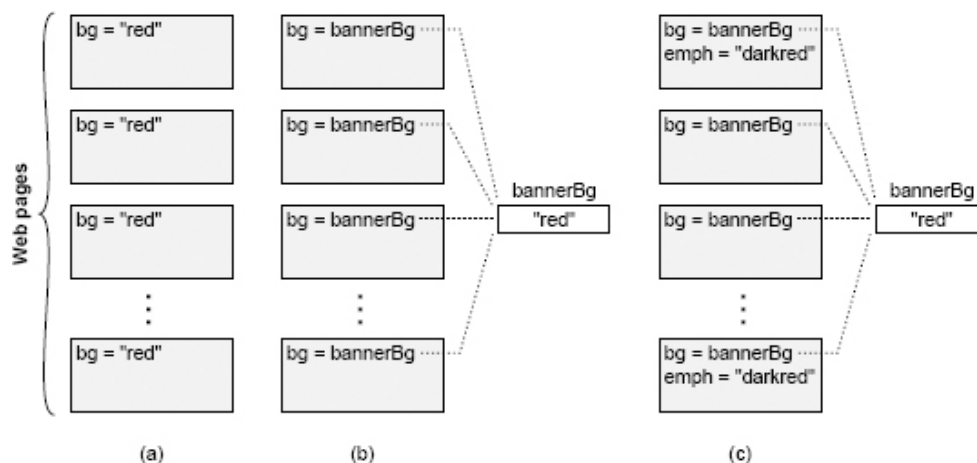 Web pages
bg = "red"
bg = "red"
bg = "red"
bg = "red"
(a)
bg = bannerBg
bg = bannerBg
bg = bannerBg
bg = bannerBg
bannerBg
"red"
(b)
bg = bannerBg
emph = "darkred"
bg = bannerBg
bg = bannerBg
bg = bannerBg
emph = "darkred"
bannerBg
"red"
(c)